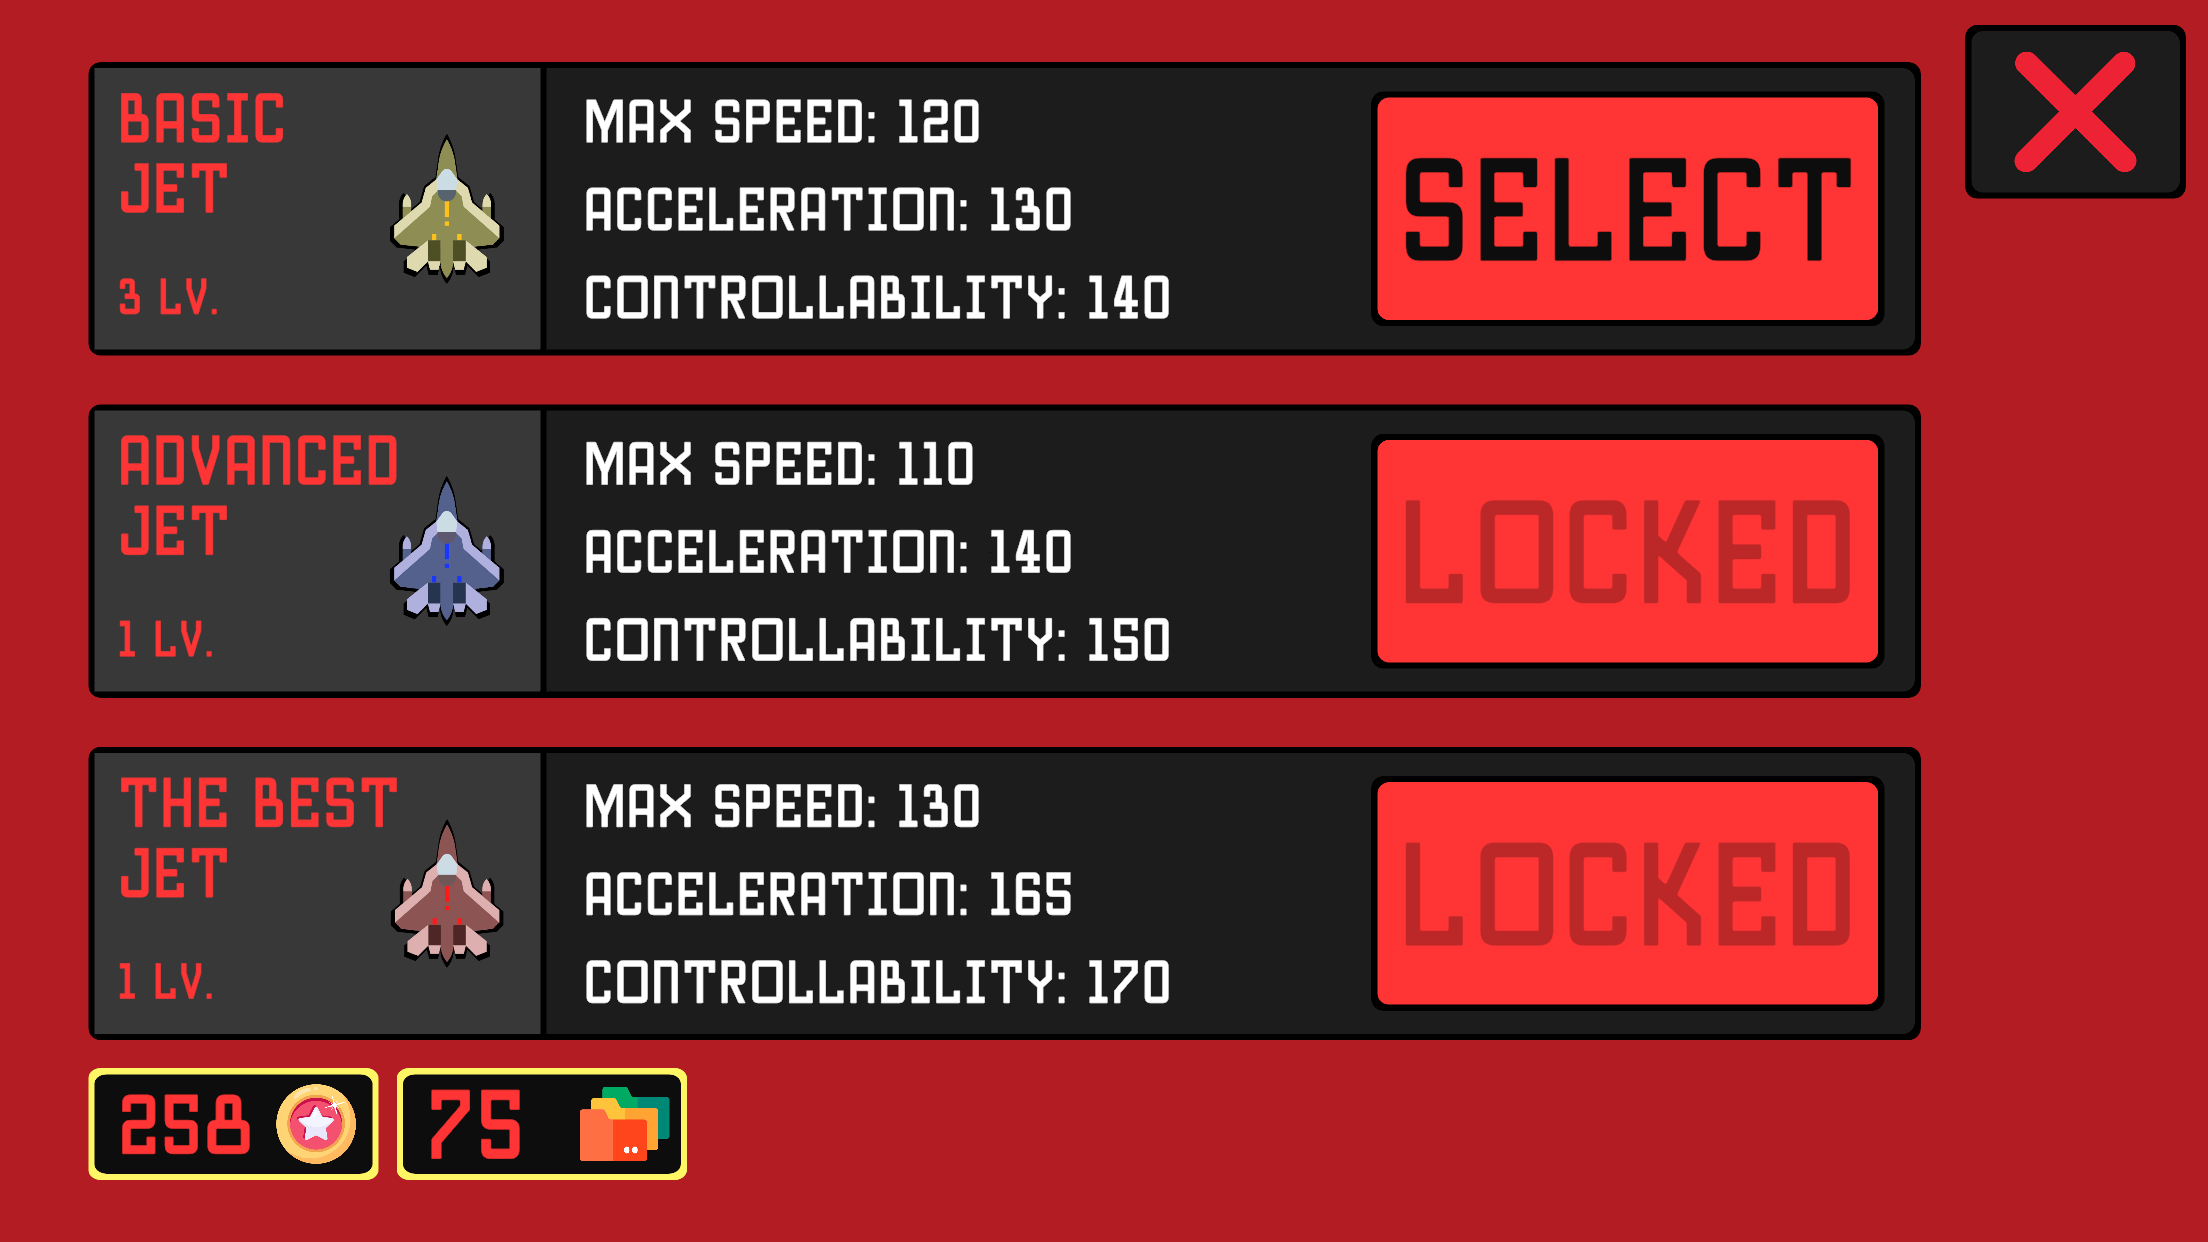 BASIC
JET
3 LV.
MAX SPEED: 120
ACCELERATION: 130
CONTROLLABILITY: 140
SELECT
ADVANCED
JET
1 LV.
MAX SPEED: 110
ACCELERATION: 140
CONTROLLABILITY: 150
LOCKED
THE BEST
JET
1 LV.
MAX SPEED: 130
ACCELERATION: 165
CONTROLLABILITY: 170
LOCKED
258
75